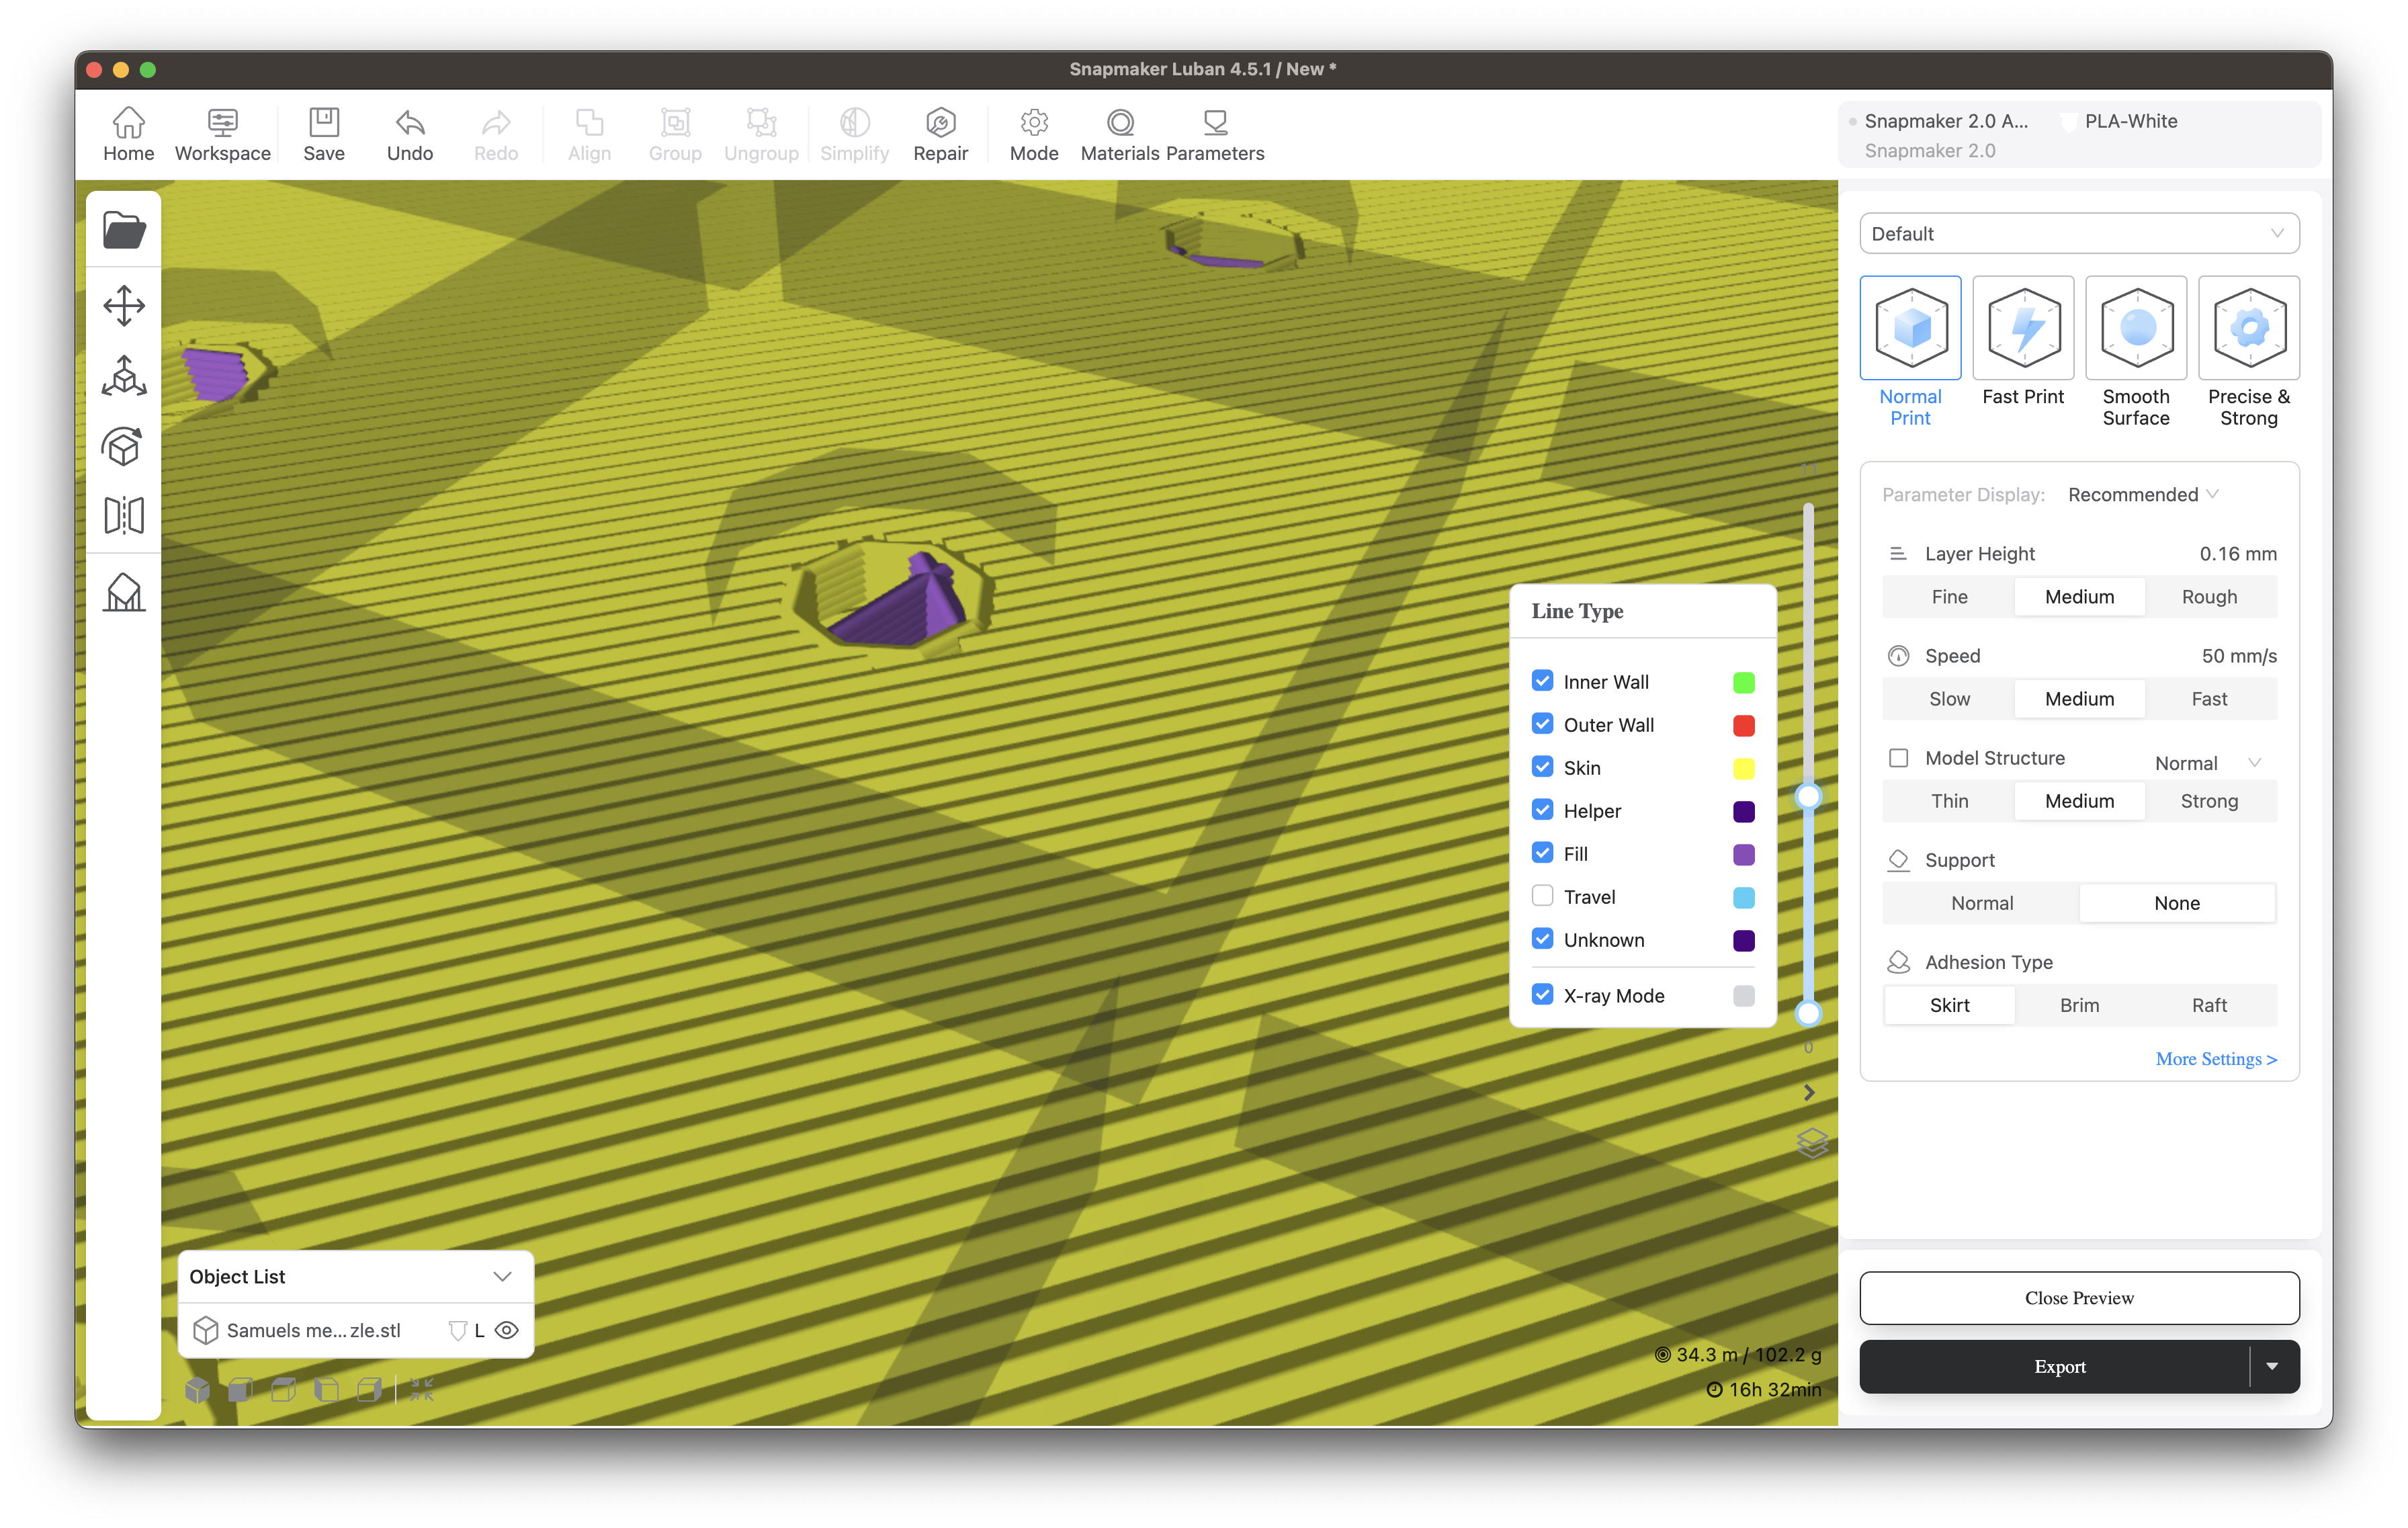 Snapmaker Luban 4.5.1 / New *
Home
Workspace
Save
Undo
Redo
Align
Group
Ungroup
Simplify
Repair
Mode
Materials
Parameters
Snapmaker 2.0 A...
PLA-White
Snapmaker 2.0
Default
Normal
Print
Fast Print
Smooth
Surface
Precise &
Strong
Parameter Display:
Recommended
Layer Height
0.16 mm
Fine
Medium
Rough
Speed
50 mm/s
Slow
Medium
Fast
Model Structure
Normal
Thin
Medium
Strong
Support
Normal
None
Adhesion Type
Skirt
Brim
Raft
More Settings >
Close Preview
Export
11
Line Type
Inner Wall
Outer Wall
Skin
Helper
Fill
Travel
Unknown
X-ray Mode
0
Object List
Samuels me... zle.stl
L
34.3 m / 102.2 g
16h 32min